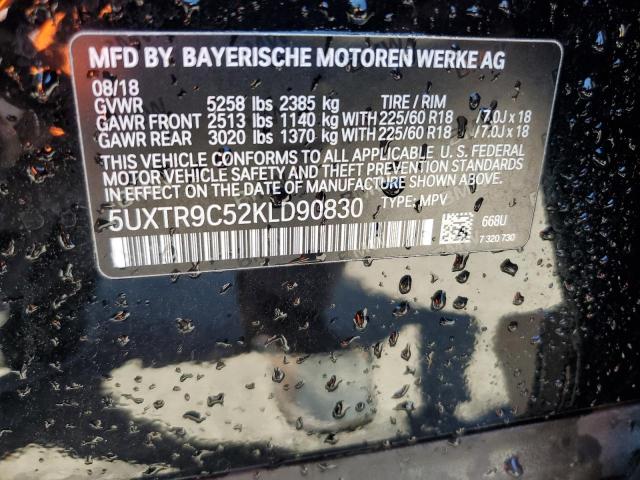 MFD BY BAYERISCHE MOTOREN WERKE AG
08/18
GVWR 5258 lbs 2385 kg TIRE / RIM
GAWR FRONT 2513 lbs 1140 kg WITH 225/60 R18 /7.0J x 18
GAWR REAR 3020 lbs 1370 kg WITH 225/60 R18 /7.0J x 18
THIS VEHICLE CONFORMS TO ALL APPLICABLE U. S. FEDERAL
MOTOR VEHICLE SAFETY AND THEFT PREVENTION STANDARDS
IN EFFECT ON THE DATE OF MANUFACTURE SHOWN ABOVE.
5UXTR9C52KLD90830 TYPE: MPV
668U
7 320 730